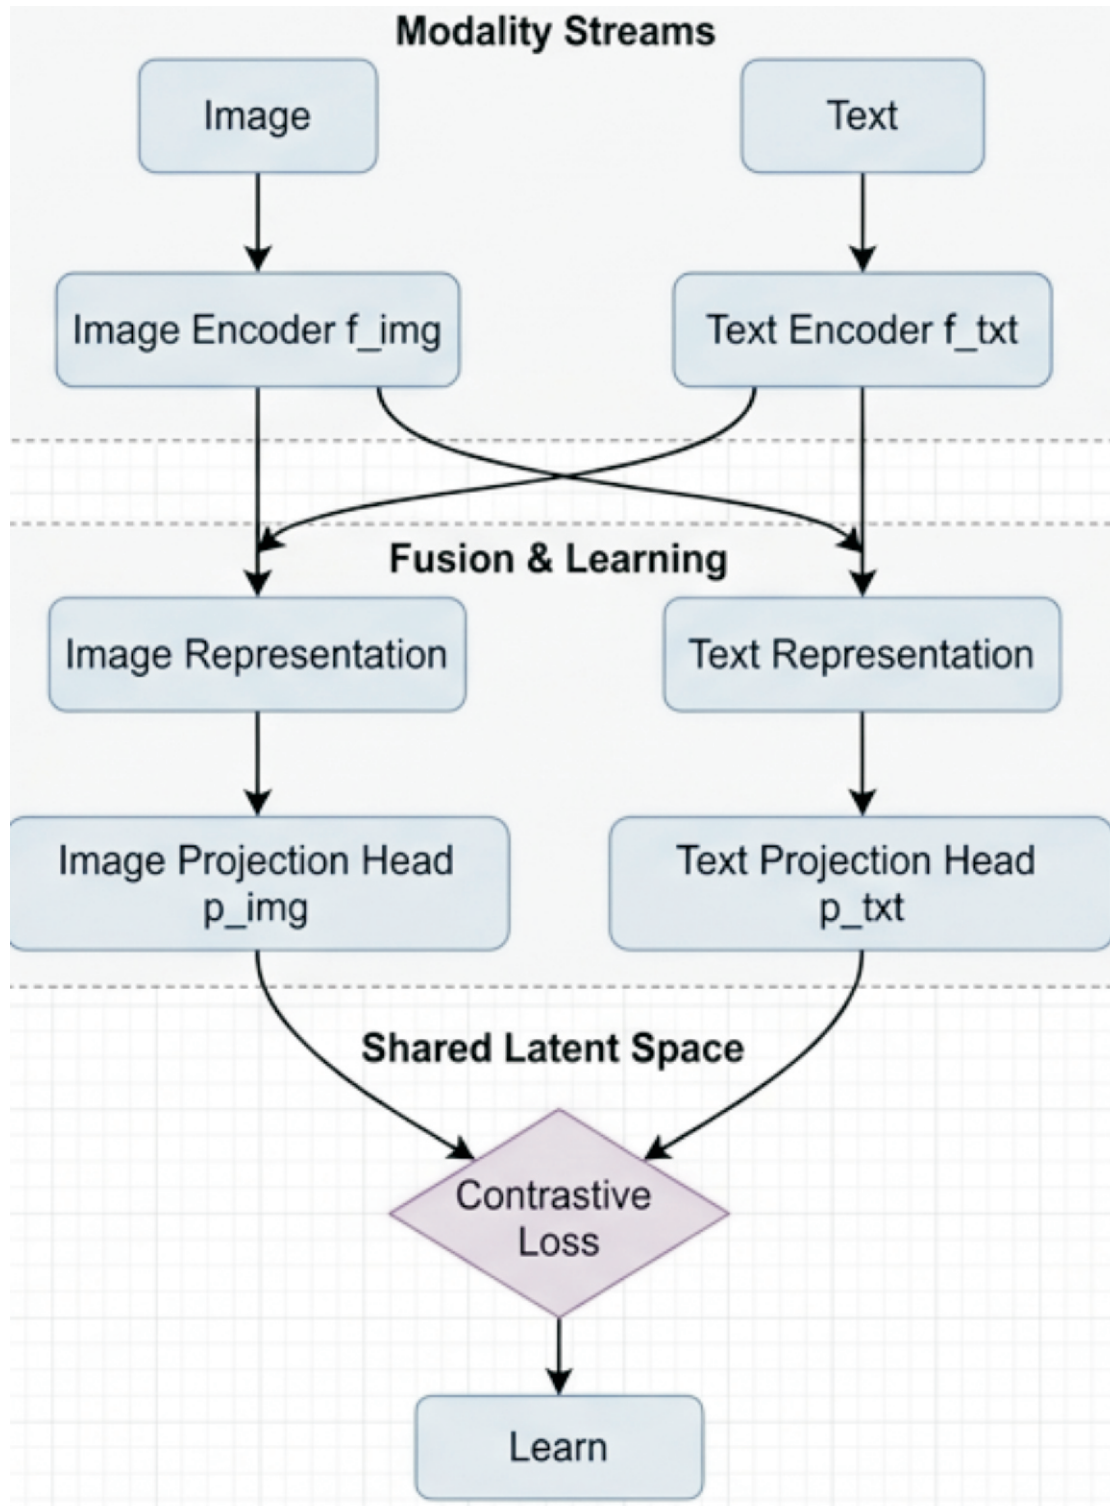 Modality Streams
Image
Text
Image Encoder f_img
Text Encoder f_txt
Fusion & Learning
Image Representation
Text Representation
Image Projection Head
p_img
Text Projection Head
p_txt
Shared Latent Space
Contrastive
Loss
Learn